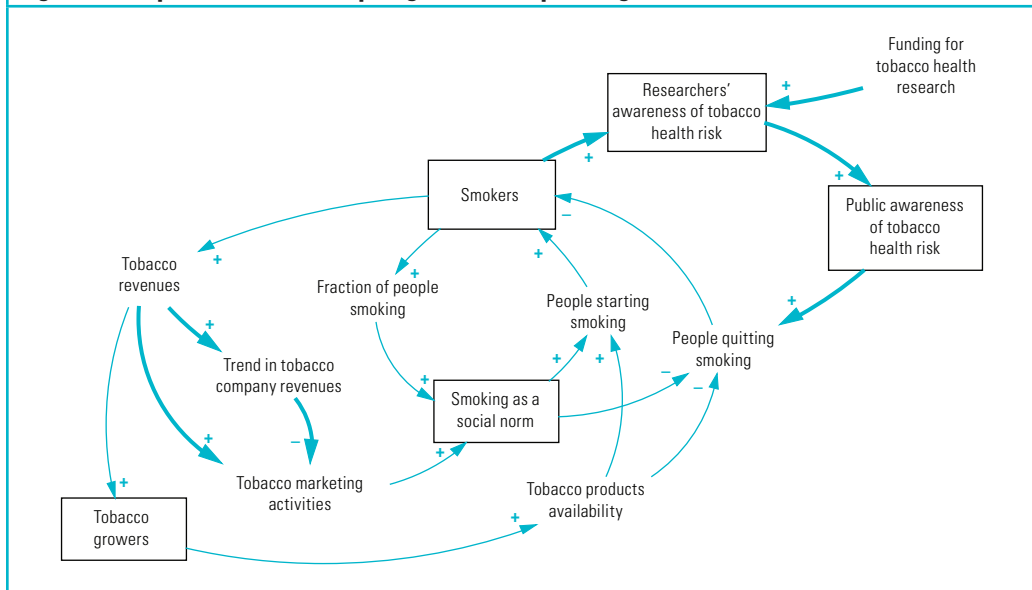 Funding for
tobacco health
research
+
Researchers'
awareness of tobacco
health risk
+
+
Smokers
–
Public awareness
of tobacco
health risk
+
+
Tobacco
revenues
+
Fraction of people
smoking
People starting
smoking
+
+
People quitting
smoking
Trend in tobacco
company revenues
+
+
+
–
–
Smoking as a
social norm
–
+
+
Tobacco marketing
activities
+
Tobacco products
availability
Tobacco
growers
+